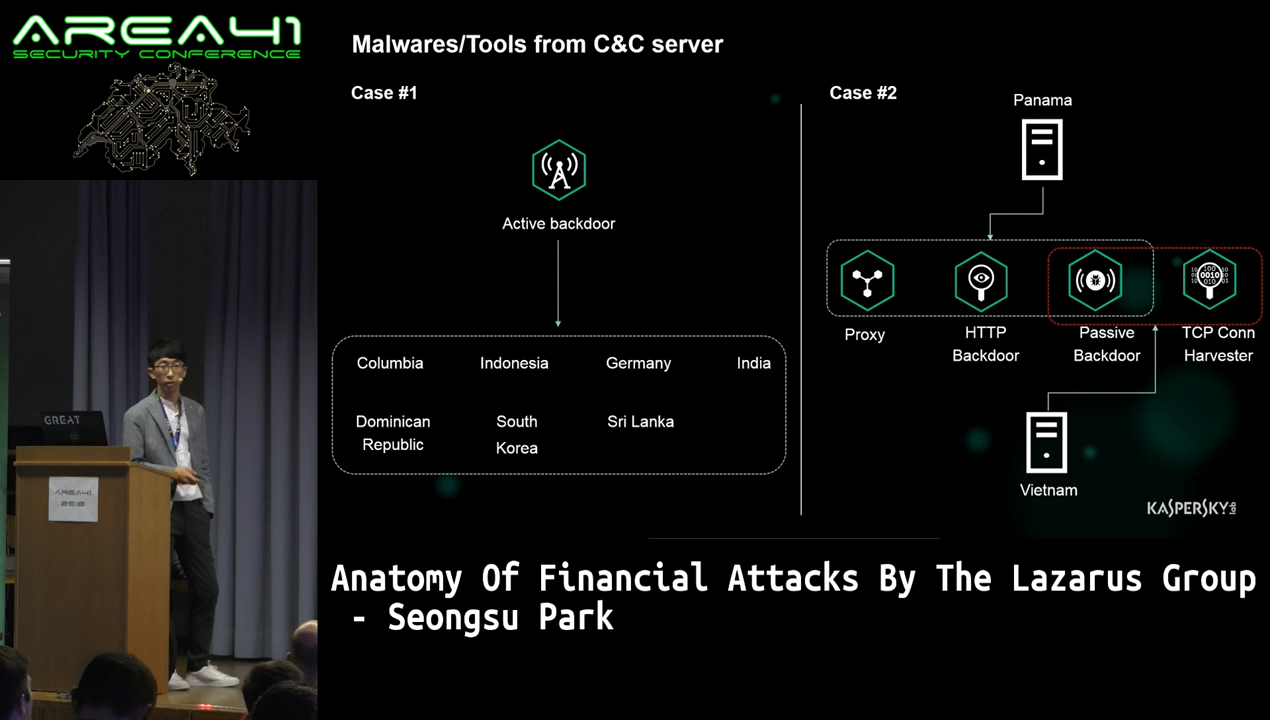 AREA41
SECURITY CONFERENCE
Malwares/Tools from C&C server
Case #1
Active backdoor
Columbia
Indonesia
Germany
India
Dominican
Republic
South
Korea
Sri Lanka
Case #2
Panama
Proxy
HTTP
Backdoor
Passive
Backdoor
TCP Conn
Harvester
Vietnam
KASPERSKY lab
GREAT
AREA41
2018
Anatomy Of Financial Attacks By The Lazarus Group
- Seongsu Park